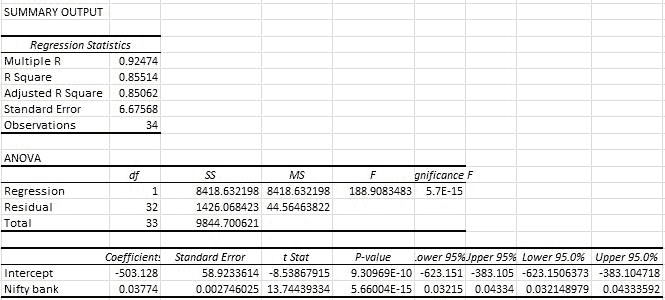 SUMMARY OUTPUT
Regression Statistics
Multiple R 0.92474
R Square 0.85514
Adjusted R Square 0.85062
Standard Error 6.67568
Observations 34
ANOVA
df SS MS F gnificance F
Regression 1 8418.632198 8418.632198 188.9083483 5.7E-15
Residual 32 1426.068423 44.56463822
Total 33 9844.700621
Coefficients Standard Error t Stat P-value ower 95% Jpper 95% Lower 95.0% Upper 95.0%
Intercept -503.128 58.9233614 -8.53867915 9.30969E-10 -623.151 -383.105 -623.1506373 -383.104718
Nifty bank 0.03774 0.002746025 13.74439334 5.66004E-15 0.03215 0.04334 0.032148979 0.04333592